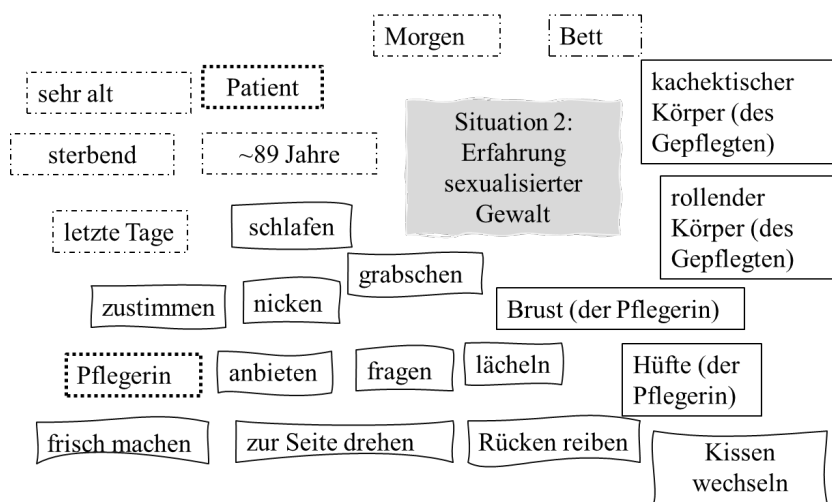 Morgen
Bett
sehr alt
Patient
kachektischer
Körper (des
Gepflegten)
Situation 2:
Erfahrung
sexualisierter
Gewalt
sterbend
~89 Jahre
rollender
Körper (des
Gepflegten)
letzte Tage
schlafen
grabschen
zustimmen
nicken
Brust (der Pflegerin)
Pflegerin
anbieten
fragen
lächeln
Hüfte (der
Pflegerin)
frisch machen
zur Seite drehen
Rücken reiben
Kissen
wechseln